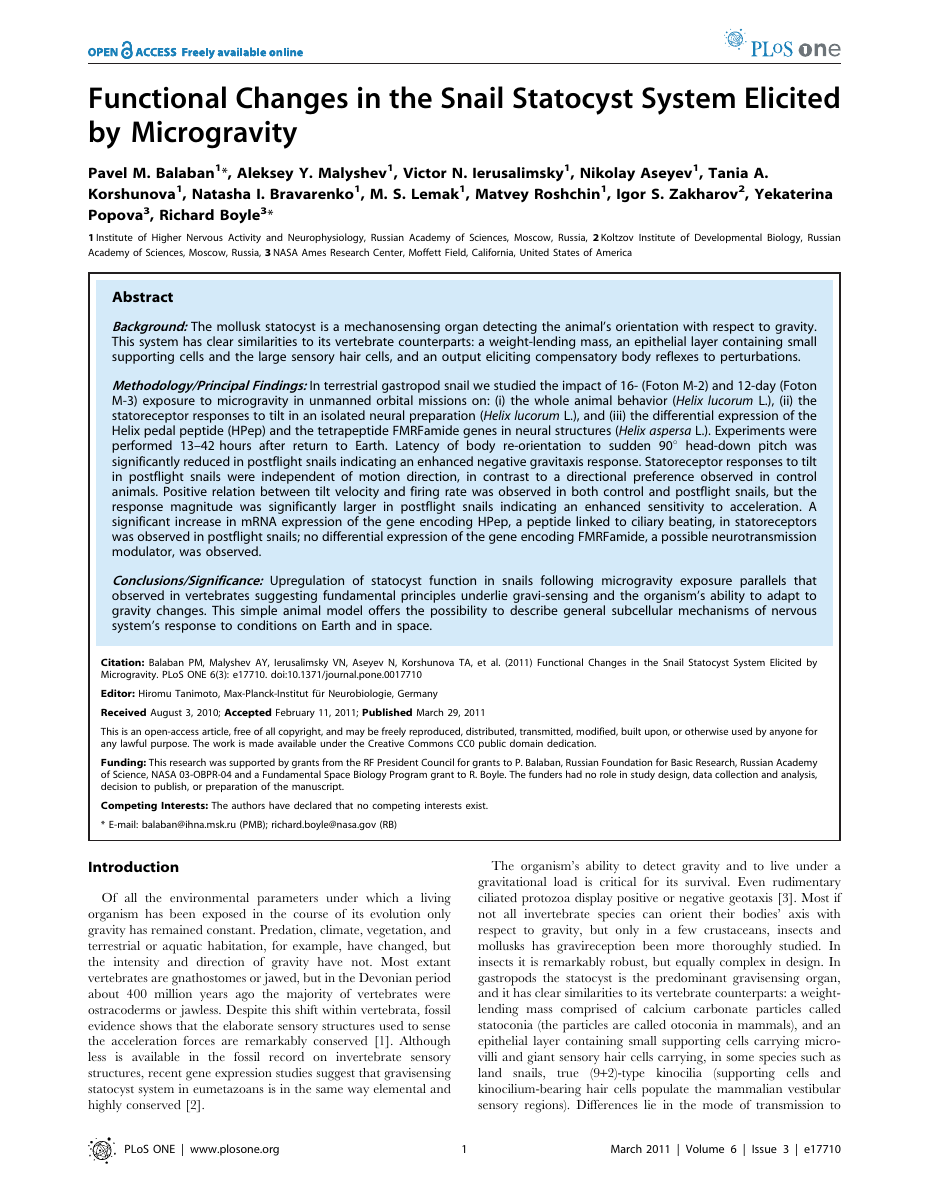 OPEN ACCESS Freely available online
PLoS one
Functional Changes in the Snail Statocyst System Elicited
by Microgravity
Pavel M. Balaban1*, Aleksey Y. Malyshev1, Victor N. Ierusalimsky1, Nikolay Aseyev1, Tania A.
Korshunova1, Natasha I. Bravarenko1, M. S. Lemak1, Matvey Roshchin1, Igor S. Zakharov2, Yekaterina
Popova3, Richard Boyle3*
1 Institute of Higher Nervous Activity and Neurophysiology, Russian Academy of Sciences, Moscow, Russia, 2 Koltzov Institute of Developmental Biology, Russian
Academy of Sciences, Moscow, Russia, 3 NASA Ames Research Center, Moffett Field, California, United States of America
Abstract
Background: The mollusk statocyst is a mechanosensing organ detecting the animal's orientation with respect to gravity.
This system has clear similarities to its vertebrate counterparts: a weight-lending mass, an epithelial layer containing small
supporting cells and the large sensory hair cells, and an output eliciting compensatory body reflexes to perturbations.
Methodology/Principal Findings: In terrestrial gastropod snail we studied the impact of 16- (Foton M-2) and 12-day (Foton
M-3) exposure to microgravity in unmanned orbital missions on: (i) the whole animal behavior (Helix lucorum L.), (ii) the
statoreceptor responses to tilt in an isolated neural preparation (Helix lucorum L.), and (iii) the differential expression of the
Helix pedal peptide (HPep) and the tetrapeptide FMRFamide genes in neural structures (Helix aspersa L.). Experiments were
performed 13–42 hours after return to Earth. Latency of body re-orientation to sudden 90° head-down pitch was
significantly reduced in postflight snails indicating an enhanced negative gravitaxis response. Statoreceptor responses to tilt
in postflight snails were independent of motion direction, in contrast to a directional preference observed in control
animals. Positive relation between tilt velocity and firing rate was observed in both control and postflight snails, but the
response magnitude was significantly larger in postflight snails indicating an enhanced sensitivity to acceleration. A
significant increase in mRNA expression of the gene encoding HPep, a peptide linked to ciliary beating, in statoreceptors
was observed in postflight snails; no differential expression of the gene encoding FMRFamide, a possible neurotransmission
modulator, was observed.
Conclusions/Significance: Upregulation of statocyst function in snails following microgravity exposure parallels that
observed in vertebrates suggesting fundamental principles underlie gravi-sensing and the organism's ability to adapt to
gravity changes. This simple animal model offers the possibility to describe general subcellular mechanisms of nervous
system's response to conditions on Earth and in space.
Citation: Balaban PM, Malyshev AY, Ierusalimsky VN, Aseyev N, Korshunova TA, et al. (2011) Functional Changes in the Snail Statocyst System Elicited by
Microgravity. PLoS ONE 6(3): e17710. doi:10.1371/journal.pone.0017710
Editor: Hiromu Tanimoto, Max-Planck-Institut für Neurobiologie, Germany
Received August 3, 2010; Accepted February 11, 2011; Published March 29, 2011
This is an open-access article, free of all copyright, and may be freely reproduced, distributed, transmitted, modified, built upon, or otherwise used by anyone for
any lawful purpose. The work is made available under the Creative Commons CC0 public domain dedication.
Funding: This research was supported by grants from the RF President Council for grants to P. Balaban, Russian Foundation for Basic Research, Russian Academy
of Science, NASA 03-OBPR-04 and a Fundamental Space Biology Program grant to R. Boyle. The funders had no role in study design, data collection and analysis,
decision to publish, or preparation of the manuscript.
Competing Interests: The authors have declared that no competing interests exist.
* E-mail: balaban@ihna.msk.ru (PMB); richard.boyle@nasa.gov (RB)
Introduction
Of all the environmental parameters under which a living
organism has been exposed in the course of its evolution only
gravity has remained constant. Predation, climate, vegetation, and
terrestrial or aquatic habitation, for example, have changed, but
the intensity and direction of gravity have not. Most extant
vertebrates are gnathostomes or jawed, but in the Devonian period
about 400 million years ago the majority of vertebrates were
ostracoderms or jawless. Despite this shift within vertebrata, fossil
evidence shows that the elaborate sensory structures used to sense
the acceleration forces are remarkably conserved [1]. Although
less is available in the fossil record on invertebrate sensory
structures, recent gene expression studies suggest that gravisensing
statocyst system in eumetazoans is in the same way elemental and
highly conserved [2].
The organism's ability to detect gravity and to live under a
gravitational load is critical for its survival. Even rudimentary
ciliated protozoa display positive or negative geotaxis [3]. Most if
not all invertebrate species can orient their bodies' axis with
respect to gravity, but only in a few crustaceans, insects and
mollusks has gravireception been more thoroughly studied. In
insects it is remarkably robust, but equally complex in design. In
gastropods the statocyst is the predominant gravisensing organ,
and it has clear similarities to its vertebrate counterparts: a weight-
lending mass comprised of calcium carbonate particles called
statoconia (the particles are called otoconia in mammals), and an
epithelial layer containing small supporting cells carrying micro-
villi and giant sensory hair cells carrying, in some species such as
land snails, true (9+2)-type kinocilia (supporting cells and
kinocilium-bearing hair cells populate the mammalian vestibular
sensory regions). Differences lie in the mode of transmission to
PLoS ONE | www.plosone.org
1
March 2011 | Volume 6 | Issue 3 | e17710